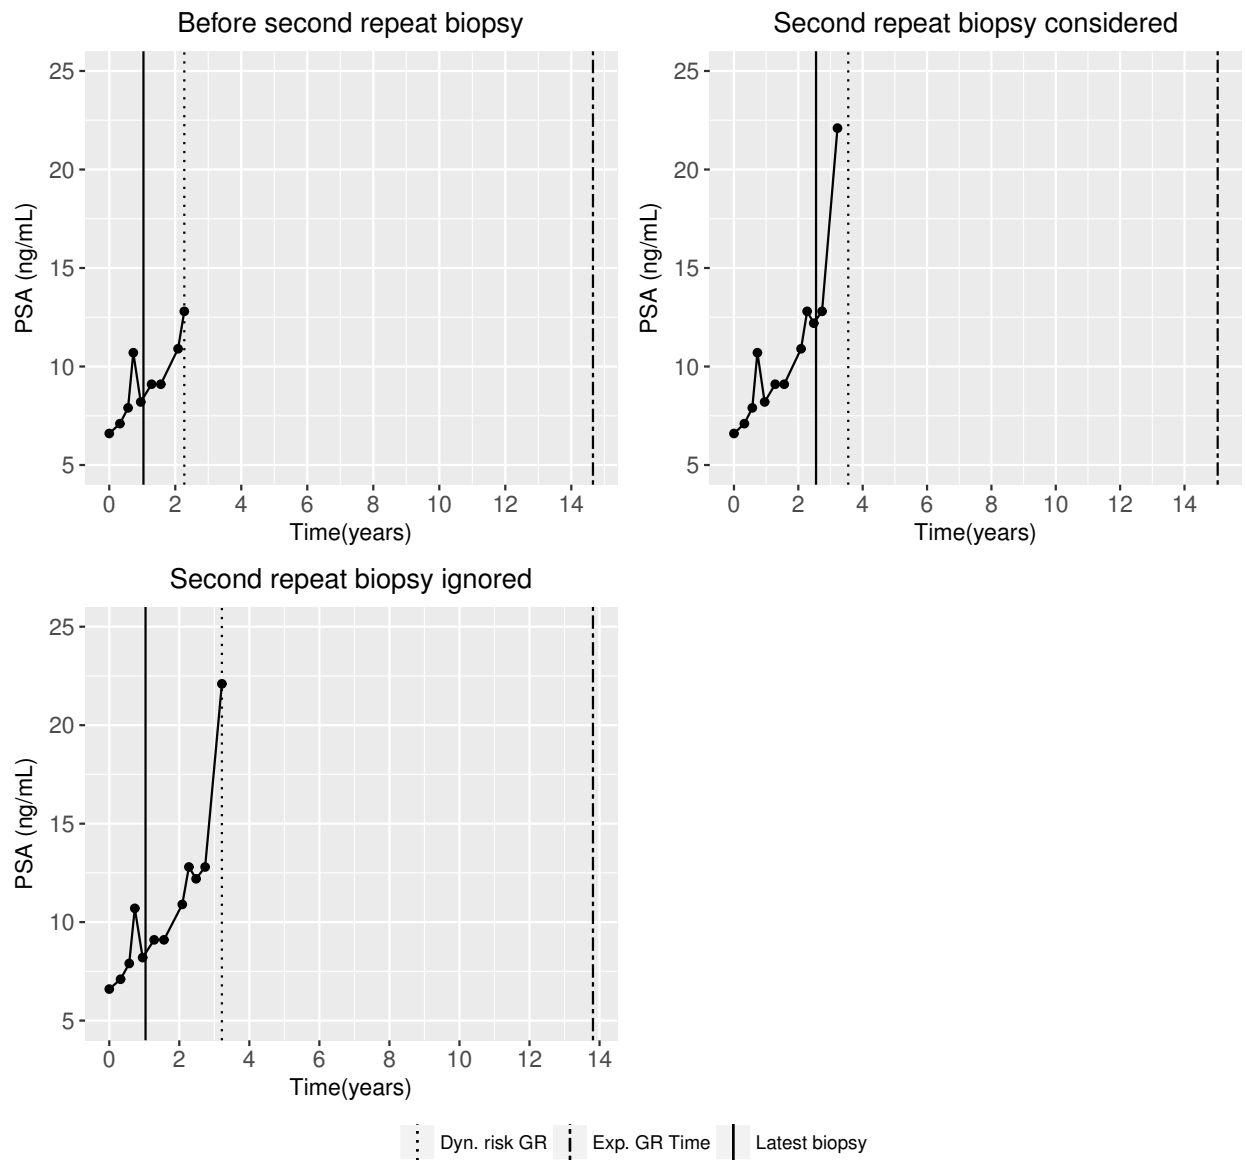 Before second repeat biopsy
25
20
15
10
5
PSA (ng/mL)
0 2 4 6 8 10 12 14
Time(years)
Second repeat biopsy considered
25
20
15
10
5
PSA (ng/mL)
0 2 4 6 8 10 12 14
Time(years)
Second repeat biopsy ignored
25
20
15
10
5
PSA (ng/mL)
0 2 4 6 8 10 12 14
Time(years)
Dyn. risk GR Exp. GR Time Latest biopsy